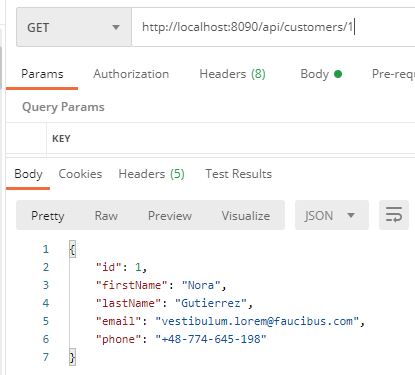 GET http://localhost:8090/api/customers/1
Params Authorization Headers (8) Body Pre-requ
Query Params
KEY
Body Cookies Headers (5) Test Results
Pretty Raw Preview Visualize JSON
1 {
2 "id": 1,
3 "firstName": "Nora",
4 "lastName": "Gutierrez",
5 "email": "vestibulum.lorem@faucibus.com",
6 "phone": "+48-774-645-198"
7 }